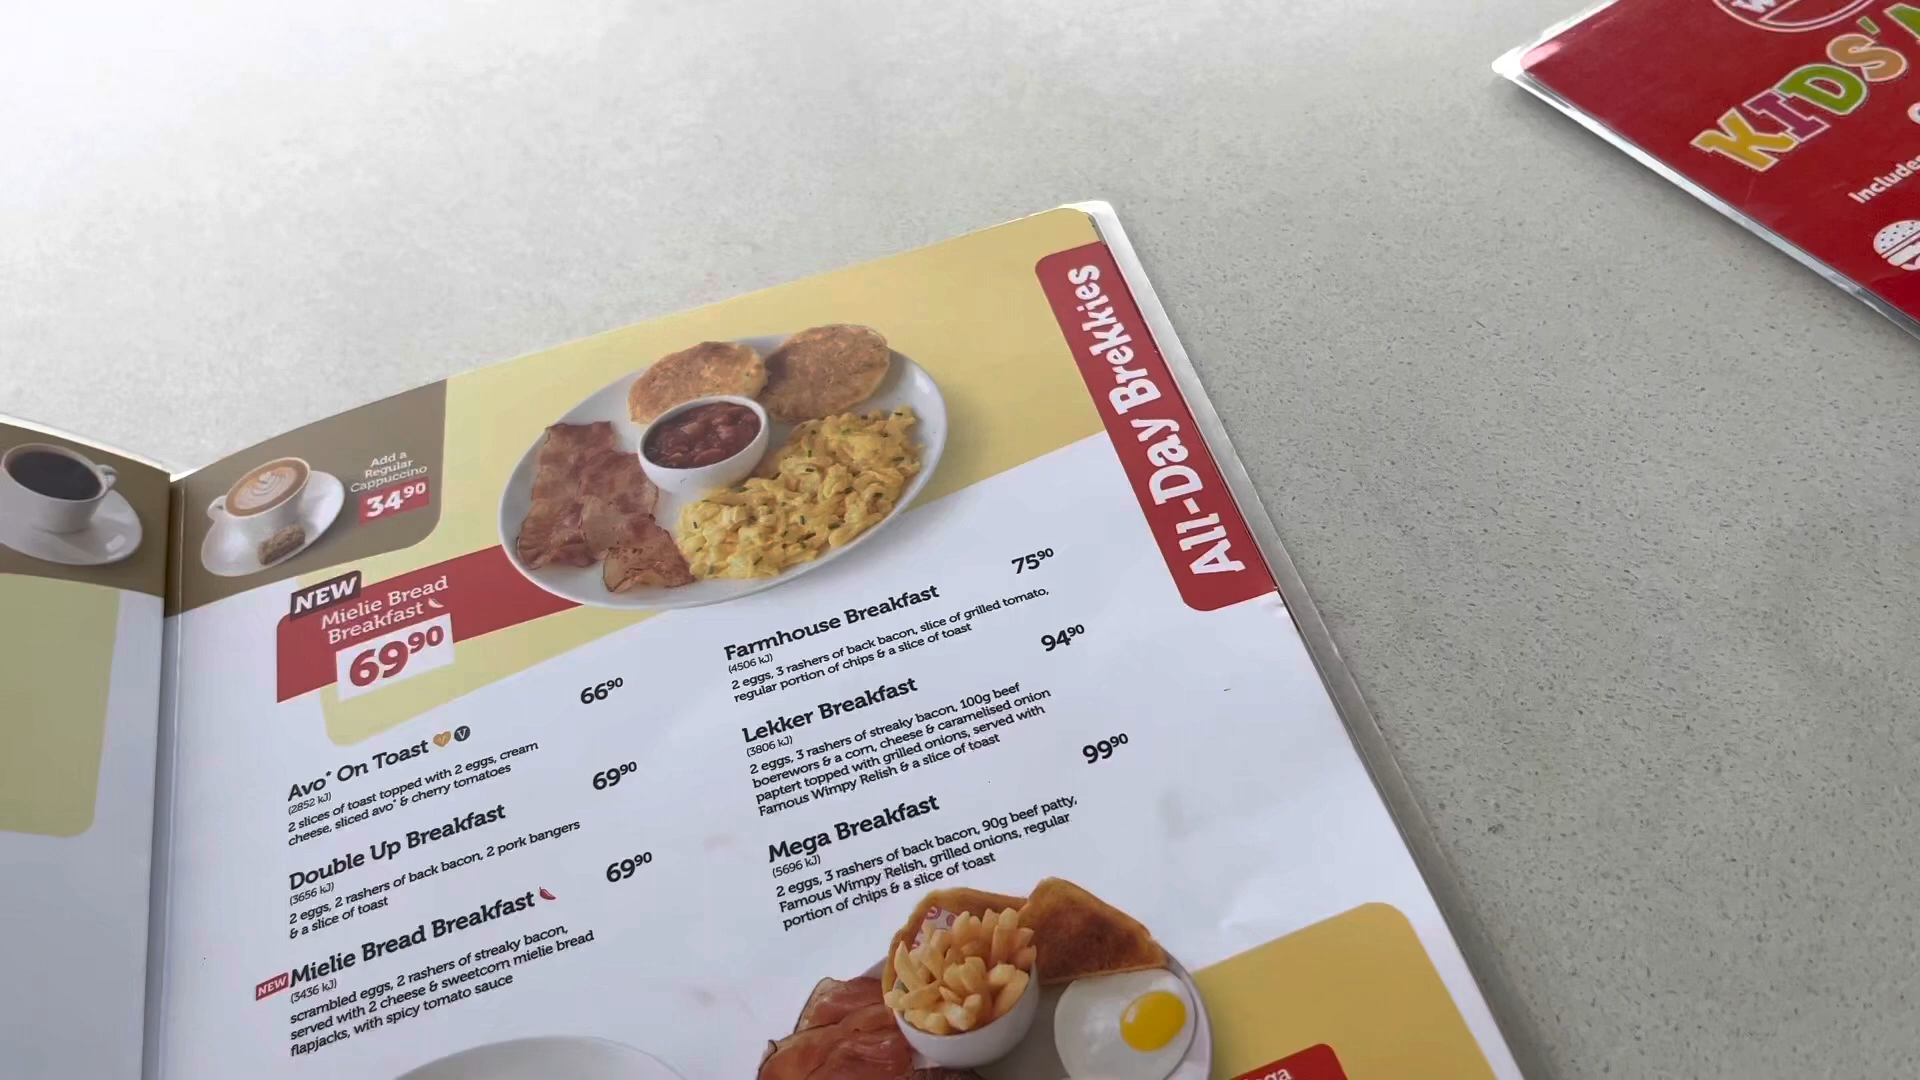 Add a
Regular
Cappuccino
34⁹⁰
NEW
Mielie Bread
Breakfast
69⁹⁰
Avo* On Toast V 66⁹⁰
(2852 kJ)
2 slices of toast topped with 2 eggs, cream
cheese, sliced avo* & cherry tomatoes
Double Up Breakfast 69⁹⁰
(3656 kJ)
2 eggs, 2 rashers of back bacon, 2 pork bangers
& a slice of toast
NEW Mielie Bread Breakfast 69⁹⁰
(3436 kJ)
scrambled eggs, 2 rashers of streaky bacon,
served with 2 cheese & sweetcorn mielie bread
flapjacks, with spicy tomato sauce
Farmhouse Breakfast 75⁹⁰
(4506 kJ)
2 eggs, 3 rashers of back bacon, slice of grilled tomato,
regular portion of chips & a slice of toast
Lekker Breakfast 94⁹⁰
(3806 kJ)
2 eggs, 3 rashers of streaky bacon, 100g beef
boerewors & a corn, cheese & caramelised onion
paptert topped with grilled onions, served with
Famous Wimpy Relish & a slice of toast
Mega Breakfast 99⁹⁰
(5696 kJ)
2 eggs, 3 rashers of back bacon, 90g beef patty,
Famous Wimpy Relish, grilled onions, regular
portion of chips & a slice of toast
All-Day Brekkies
KIDS'